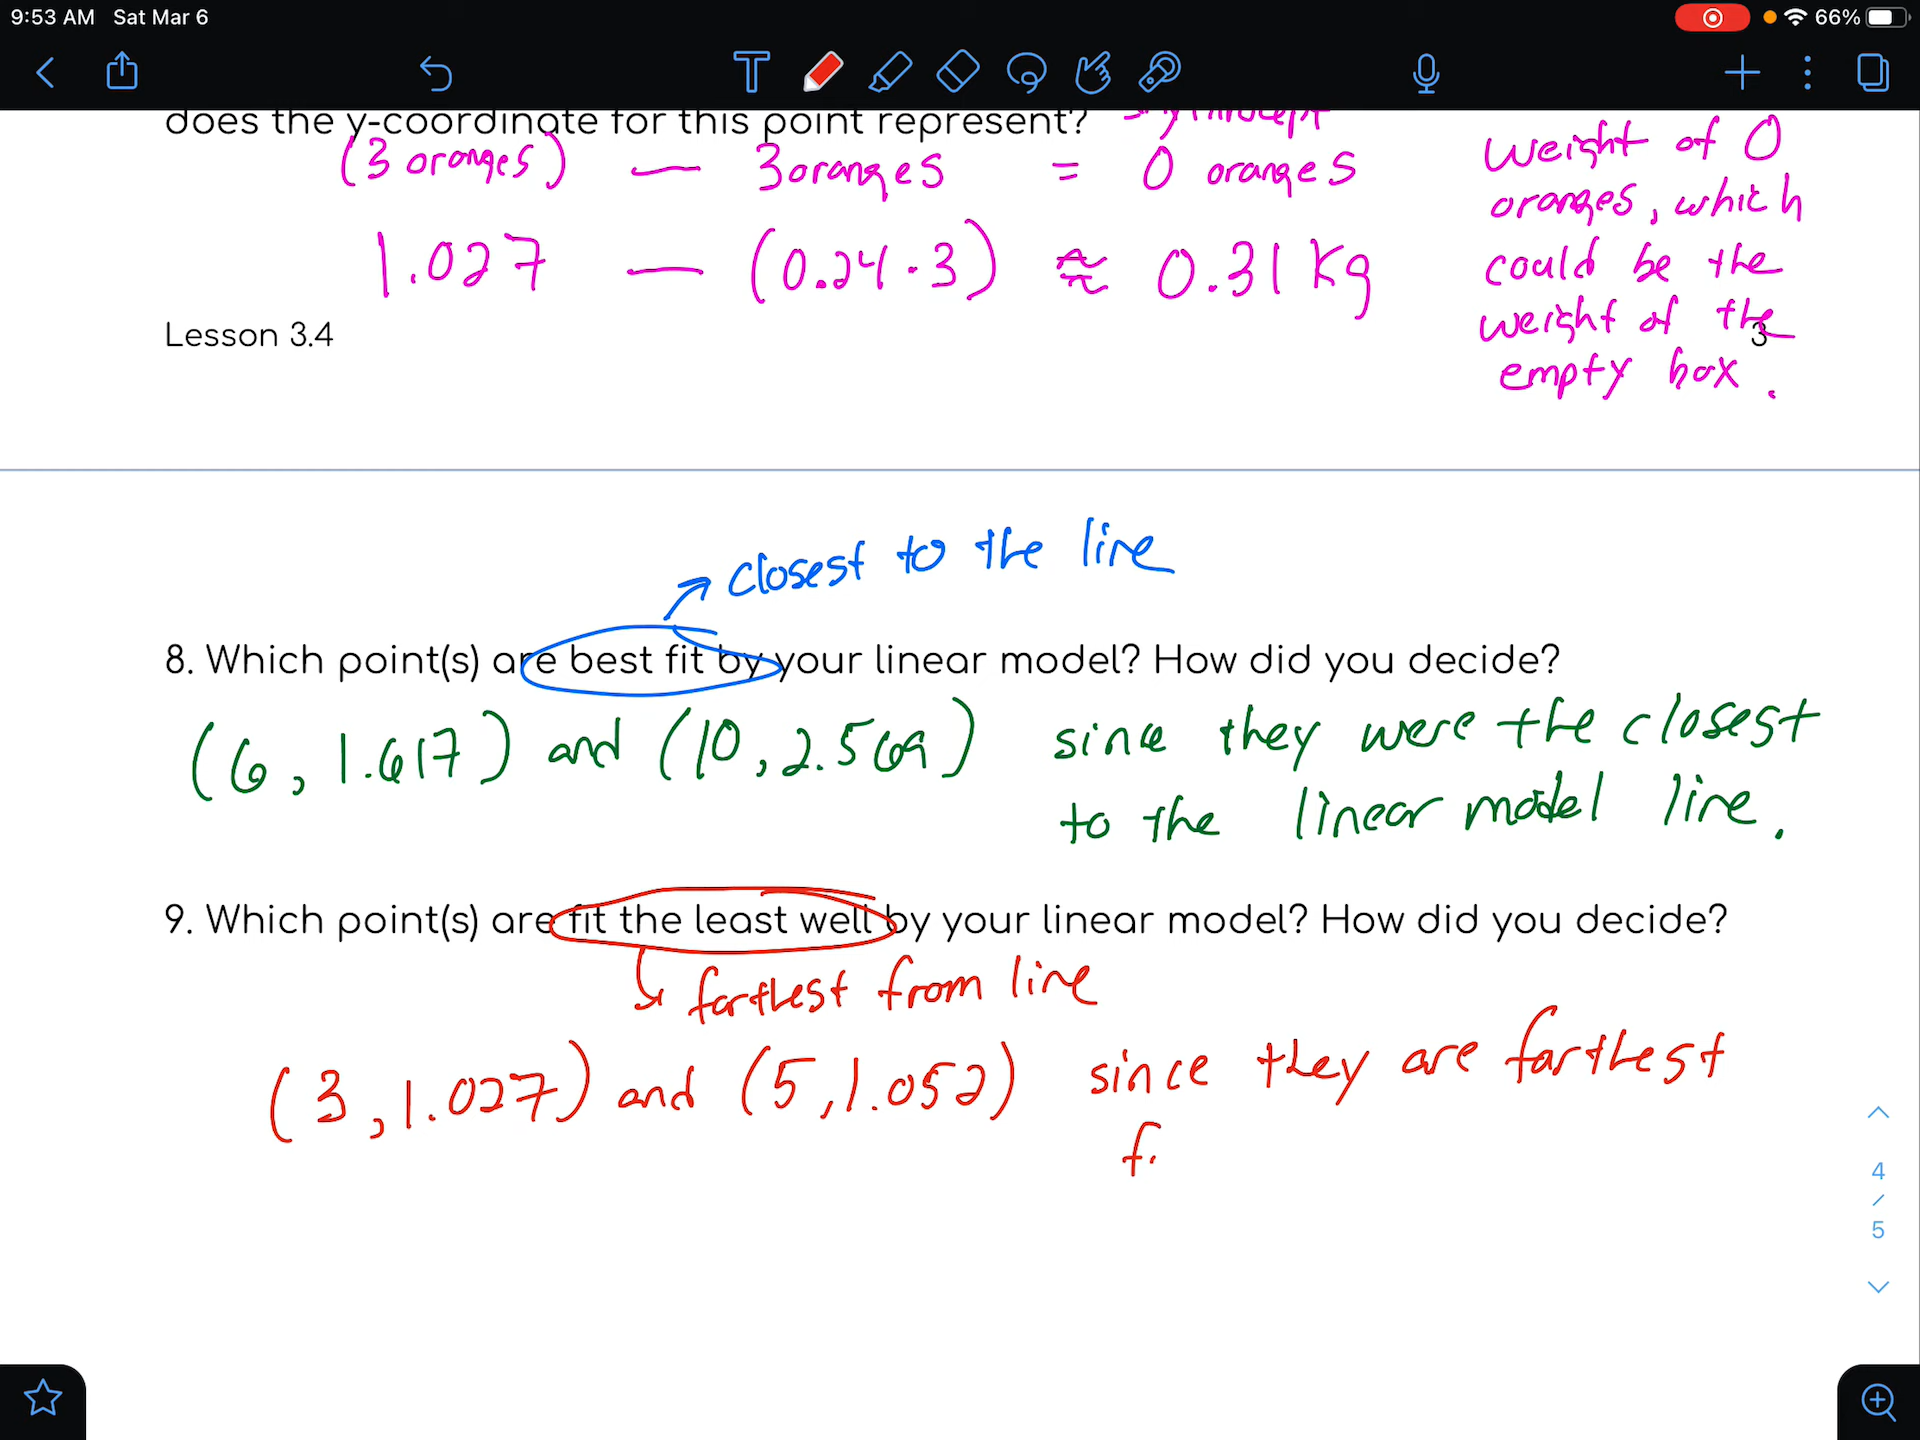 9:53 AM Sat Mar 6
66%
does the y-coordinate for this point represent?
(3 oranges) — 3 oranges = 0 oranges
1.027 — (0.24 · 3) ≈ 0.31 Kg
Weight of 0
oranges, which
could be the
weight of the
empty box.
Lesson 3.4
3
closest to the line
8. Which point(s) are best fit by your linear model? How did you decide?
(6, 1.617) and (10, 2.569) since they were the closest
to the linear model line.
9. Which point(s) are fit the least well by your linear model? How did you decide?
farthest from line
(3, 1.027) and (5, 1.052) since they are farthest
f.
4
/
5